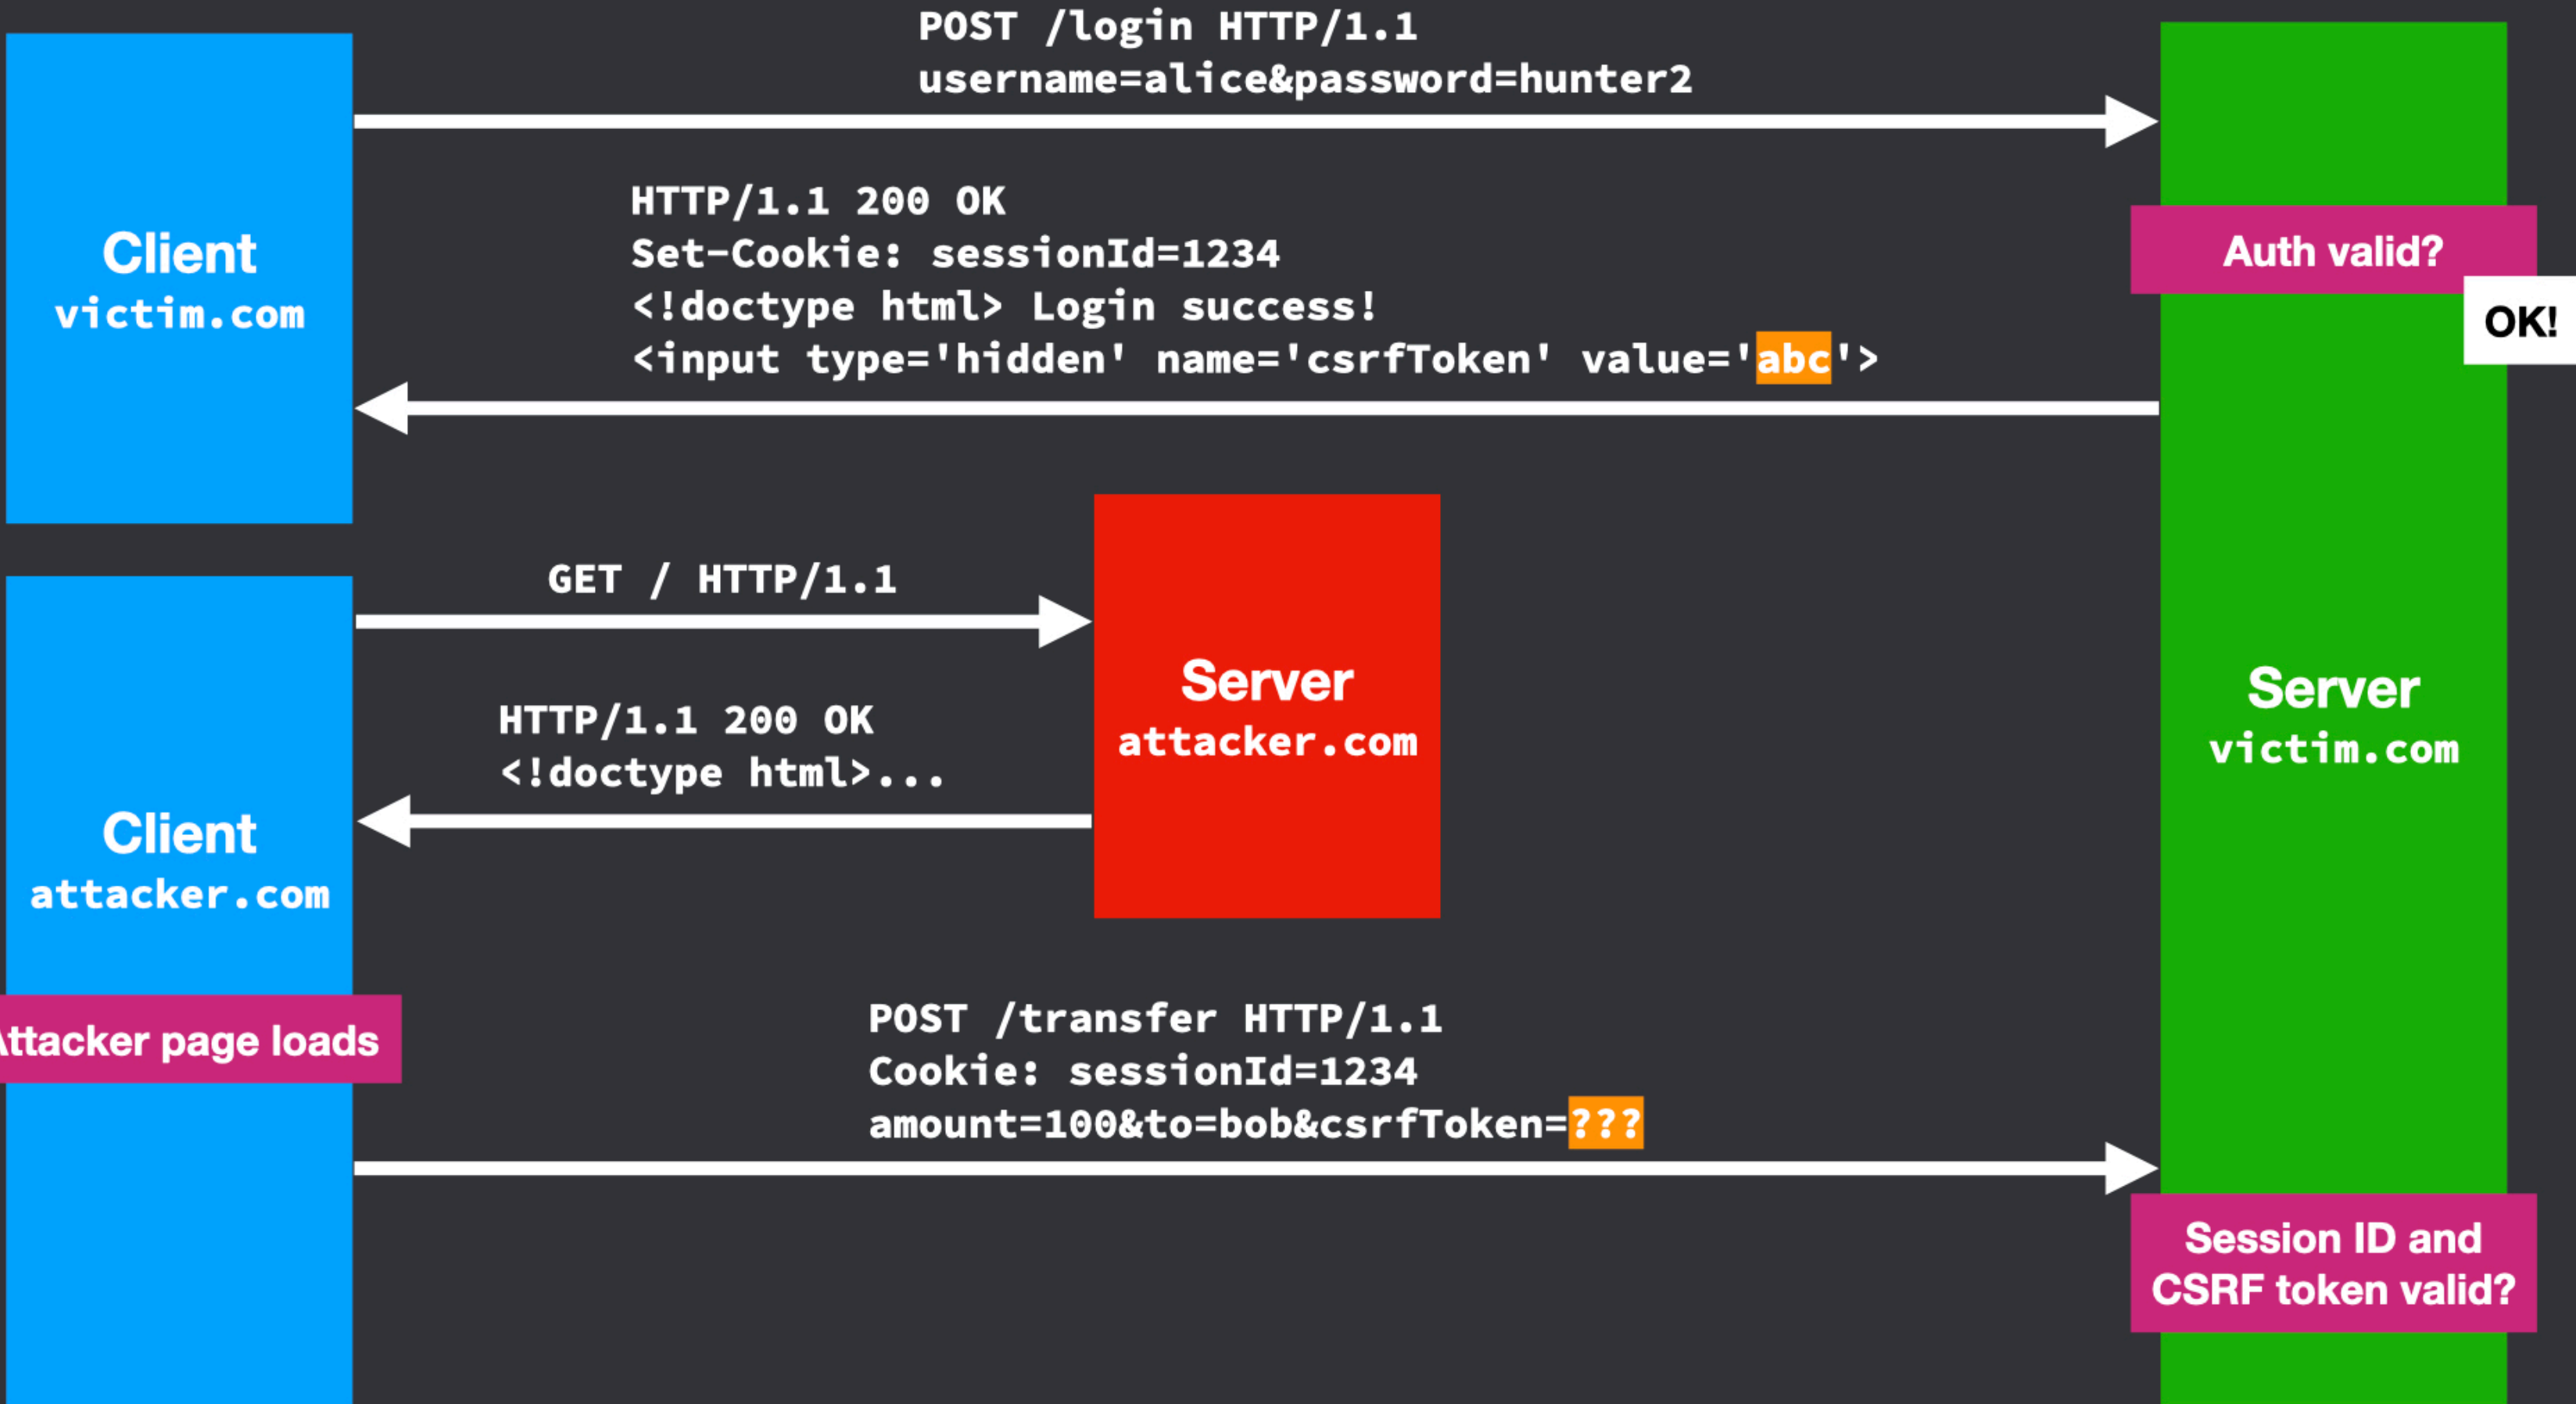 POST /login HTTP/1.1
username=alice&password=hunter2
HTTP/1.1 200 OK
Set-Cookie: sessionId=1234
<!doctype html> Login success!
<input type='hidden' name='csrfToken' value='abc'>
Client
victim.com
Auth valid?
OK!
GET / HTTP/1.1
HTTP/1.1 200 OK
<!doctype html>...
Server
attacker.com
Server
victim.com
Client
attacker.com
Attacker page loads
POST /transfer HTTP/1.1
Cookie: sessionId=1234
amount=100&to=bob&csrfToken=???
Session ID and
CSRF token valid?